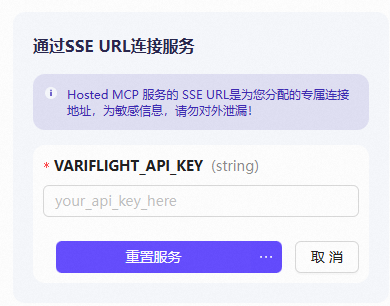 通过SSE URL连接服务
Hosted MCP 服务的 SSE URL是为您分配的专属连接
地址，为敏感信息，请勿对外泄漏！
* VARIFLIGHT_API_KEY (string)
your_api_key_here
重置服务 ···
取 消